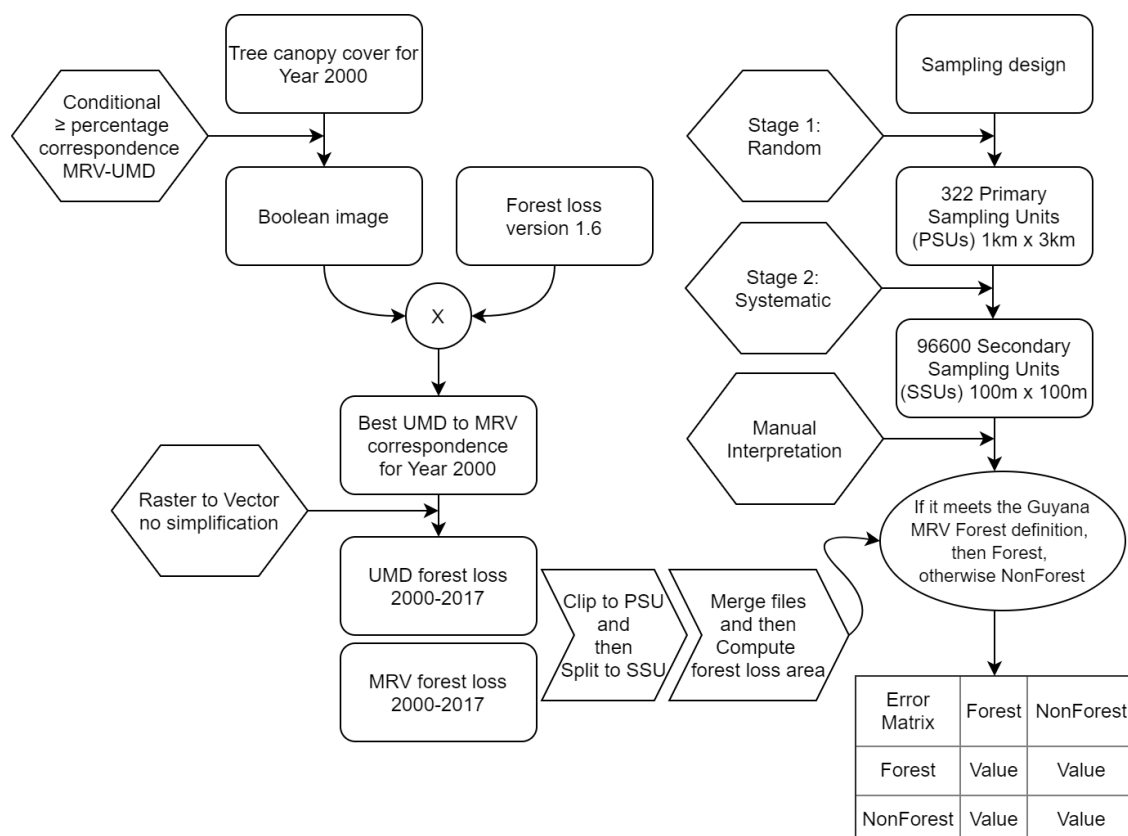 Tree canopy cover for
Year 2000
Conditional
≥ percentage
correspondence
MRV-UMD
Boolean image
Forest loss
version 1.6
X
Best UMD to MRV
correspondence
for Year 2000
Raster to Vector
no simplification
UMD forest loss
2000-2017
MRV forest loss
2000-2017
Clip to PSU
and
then
Split to SSU
Merge files
and then
Compute
forest loss area
Sampling design
Stage 1:
Random
322 Primary
Sampling Units
(PSUs) 1km x 3km
Stage 2:
Systematic
96600 Secondary
Sampling Units
(SSUs) 100m x 100m
Manual
Interpretation
If it meets the Guyana
MRV Forest definition,
then Forest,
otherwise NonForest
Error
Matrix
Forest
NonForest
Forest
Value
Value
NonForest
Value
Value